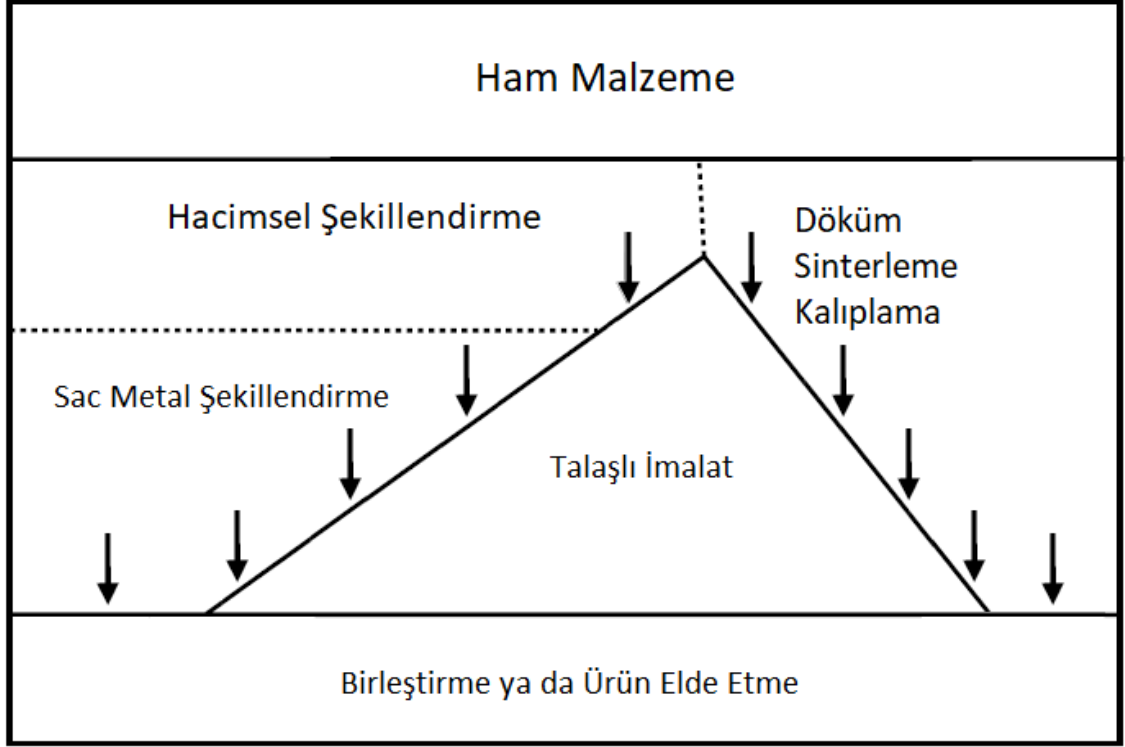 Ham Malzeme
Hacimsel Şekillendirme
Döküm
Sinterleme
Kalıplama
Sac Metal Şekillendirme
Talaşlı İmalat
Birleştirme ya da Ürün Elde Etme